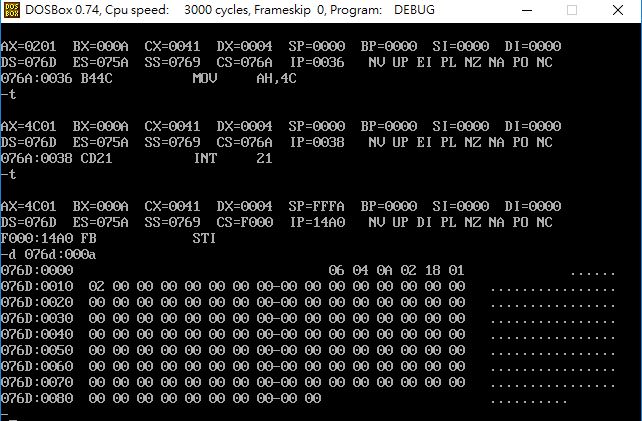 DOSBox 0.74, Cpu speed:    3000 cycles, Frameskip  0, Program:   DEBUG
AX=0201  BX=000A  CX=0041  DX=0004  SP=0000  BP=0000  SI=0000  DI=0000
DS=076D  ES=075A  SS=0769  CS=076A  IP=0036   NV UP EI PL NZ NA PO NC
076A:0036 B44C          MOV     AH,4C
-t
AX=4C01  BX=000A  CX=0041  DX=0004  SP=0000  BP=0000  SI=0000  DI=0000
DS=076D  ES=075A  SS=0769  CS=076A  IP=0038   NV UP EI PL NZ NA PO NC
076A:0038 CD21          INT     21
-t
AX=4C01  BX=000A  CX=0041  DX=0004  SP=FFFA  BP=0000  SI=0000  DI=0000
DS=076D  ES=075A  SS=0769  CS=F000  IP=14A0   NV UP DI PL NZ NA PO NC
F000:14A0 FB            STI
-d 076d:000a
076D:0000                                06 04 0A 02 18 01             ......
076D:0010  02 00 00 00 00 00 00 00-00 00 00 00 00 00 00 00   ................
076D:0020  00 00 00 00 00 00 00 00-00 00 00 00 00 00 00 00   ................
076D:0030  00 00 00 00 00 00 00 00-00 00 00 00 00 00 00 00   ................
076D:0040  00 00 00 00 00 00 00 00-00 00 00 00 00 00 00 00   ................
076D:0050  00 00 00 00 00 00 00 00-00 00 00 00 00 00 00 00   ................
076D:0060  00 00 00 00 00 00 00 00-00 00 00 00 00 00 00 00   ................
076D:0070  00 00 00 00 00 00 00 00-00 00 00 00 00 00 00 00   ................
076D:0080  00 00 00 00 00 00 00 00-00 00                     ..........
-